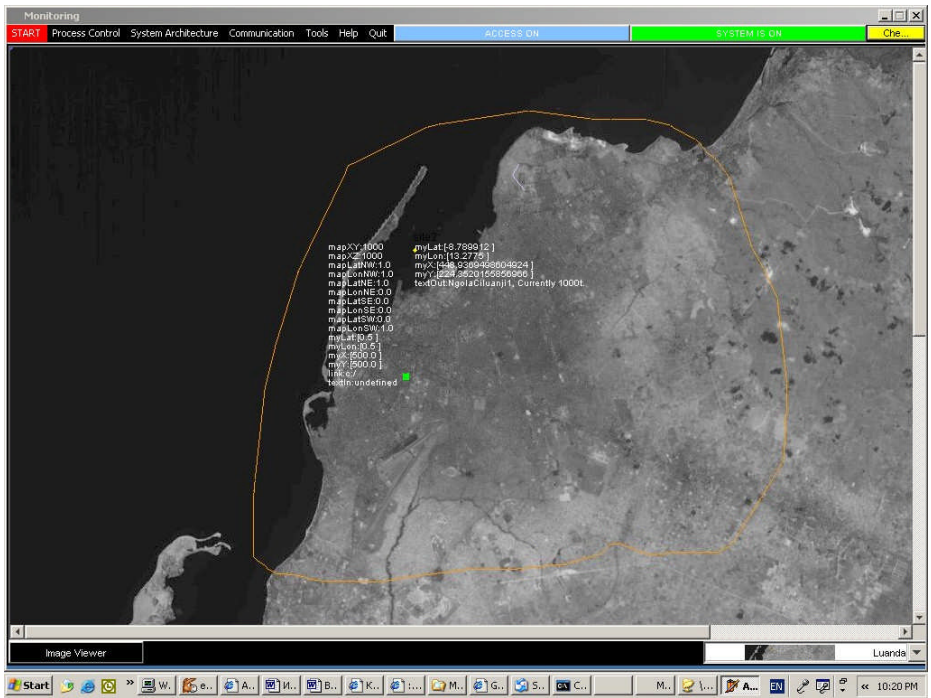 Monitoring
START Process Control System Architecture Communication Tools Help Quit ACCESS ON SYSTEM IS ON Che...
mapXY:1000
mapXZ:1000
mapLatNW:1.0
mapLonNW:1.0
mapLatNE:1.0
mapLonNE:0.0
mapLatSE:0.0
mapLonSE:0.0
mapLatSW:0.0
mapLonSW:1.0
myLat:[0.5 ]
myLon:[0.5 ]
myX:[500.0 ]
myY:[500.0 ]
link:c:/
textIn:undefined
myLat:[-8.789912 ]
myLon:[13.2775 ]
myX:[448.9369498604924 ]
myY:[224.3520155856966 ]
textOut:NgolaCiluanji1, Currently 1000t.
Image Viewer Luanda
Start » W. e.. A.. И.. B.. K.. :... M.. G.. S.. C.. M.. \... A... EN « 10:20 PM